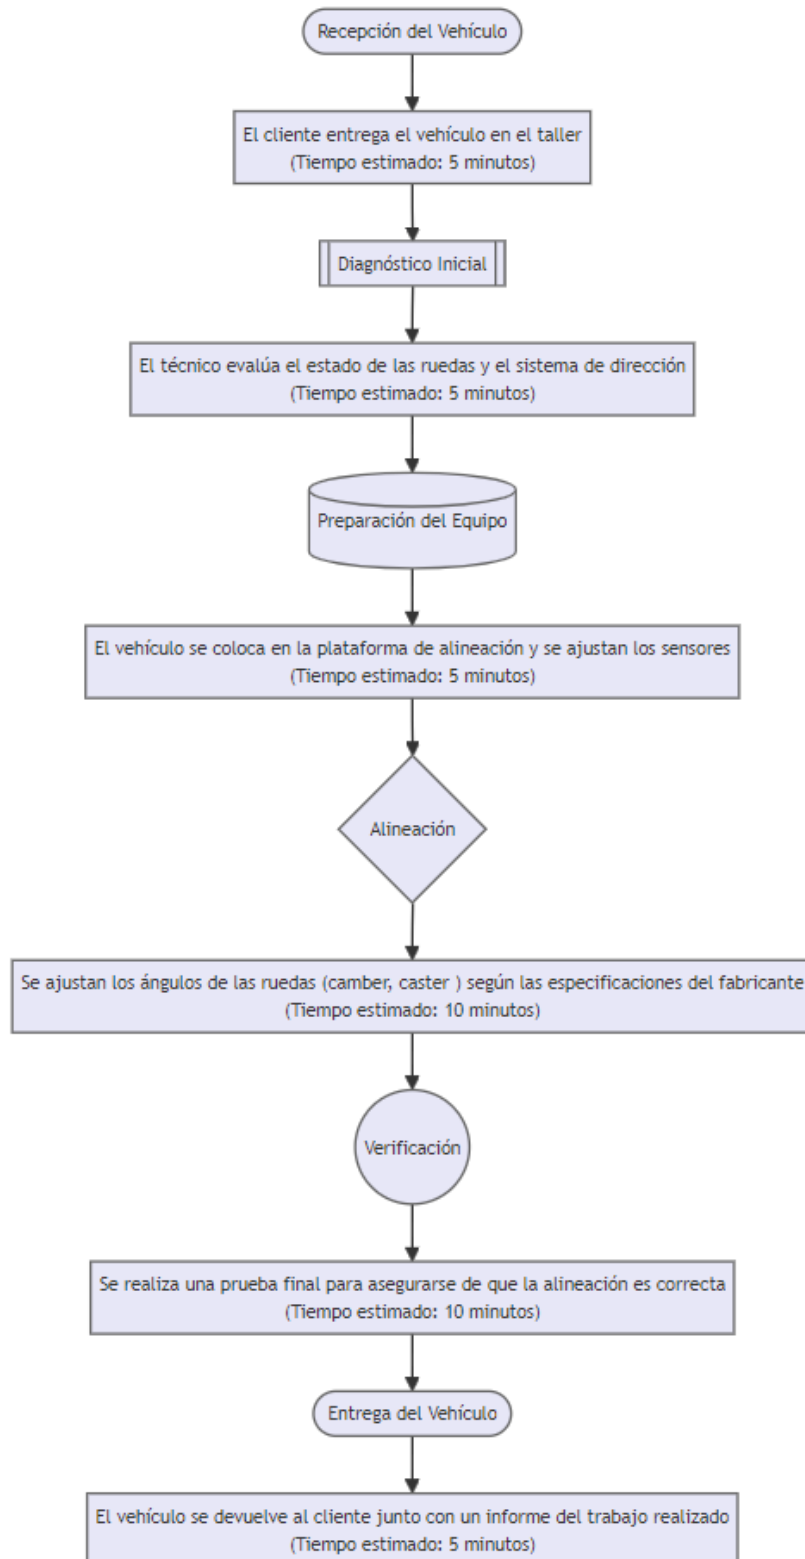 Recepción del Vehículo
El cliente entrega el vehículo en el taller
(Tiempo estimado: 5 minutos)
Diagnóstico Inicial
El técnico evalúa el estado de las ruedas y el sistema de dirección
(Tiempo estimado: 5 minutos)
Preparación del Equipo
El vehículo se coloca en la plataforma de alineación y se ajustan los sensores
(Tiempo estimado: 5 minutos)
Alineación
Se ajustan los ángulos de las ruedas (camber, caster ) según las especificaciones del fabricante
(Tiempo estimado: 10 minutos)
Verificación
Se realiza una prueba final para asegurarse de que la alineación es correcta
(Tiempo estimado: 10 minutos)
Entrega del Vehículo
El vehículo se devuelve al cliente junto con un informe del trabajo realizado
(Tiempo estimado: 5 minutos)